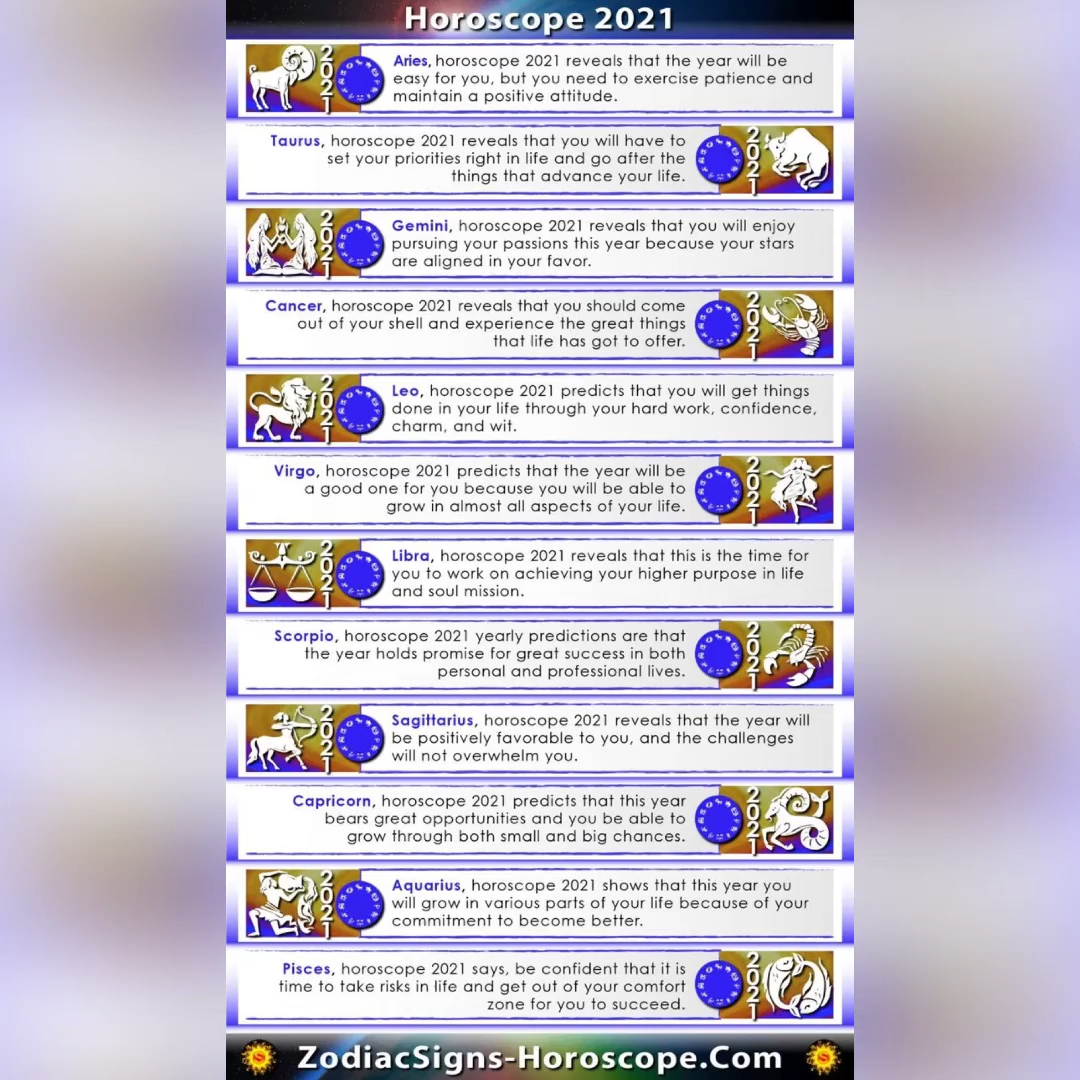 Horoscope 2021
2021
Aries, horoscope 2021 reveals that the year will be
easy for you, but you need to exercise patience and
maintain a positive attitude.
Taurus, horoscope 2021 reveals that you will have to
set your priorities right in life and go after the
things that advance your life.
2021
2021
Gemini, horoscope 2021 reveals that you will enjoy
pursuing your passions this year because your stars
are aligned in your favor.
Cancer, horoscope 2021 reveals that you should come
out of your shell and experience the great things
that life has got to offer.
2021
2021
Leo, horoscope 2021 predicts that you will get things
done in your life through your hard work, confidence,
charm, and wit.
Virgo, horoscope 2021 predicts that the year will be
a good one for you because you will be able to
grow in almost all aspects of your life.
2021
2021
Libra, horoscope 2021 reveals that this is the time for
you to work on achieving your higher purpose in life
and soul mission.
Scorpio, horoscope 2021 yearly predictions are that
the year holds promise for great success in both
personal and professional lives.
2021
2021
Sagittarius, horoscope 2021 reveals that the year will
be positively favorable to you, and the challenges
will not overwhelm you.
Capricorn, horoscope 2021 predicts that this year
bears great opportunities and you be able to
grow through both small and big chances.
2021
2021
Aquarius, horoscope 2021 shows that this year you
will grow in various parts of your life because of your
commitment to become better.
Pisces, horoscope 2021 says, be confident that it is
time to take risks in life and get out of your comfort
zone for you to succeed.
2021
ZodiacSigns-Horoscope.Com